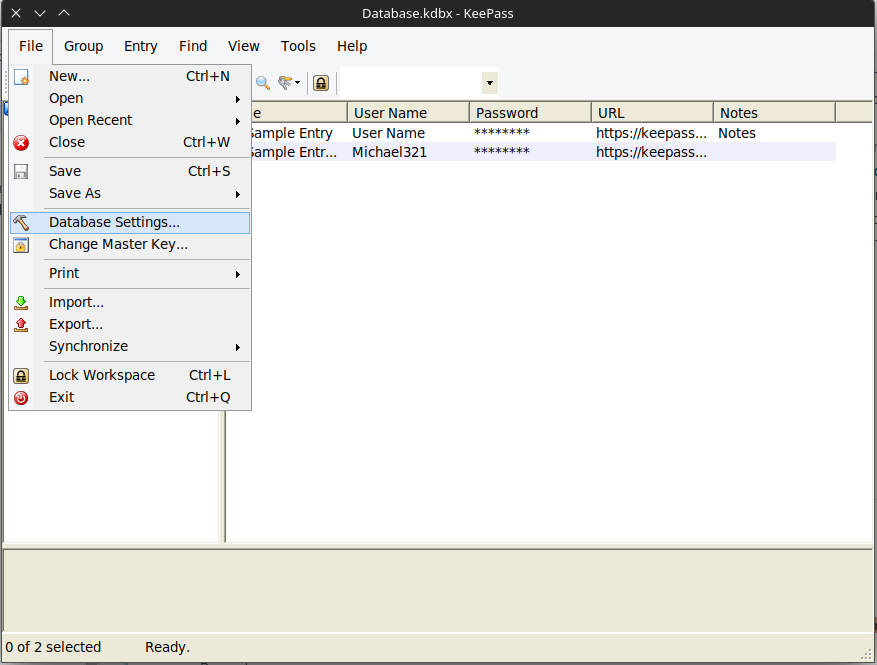 Database.kdbx - KeePass
File Group Entry Find View Tools Help
New... Ctrl+N
Open
Open Recent
Close Ctrl+W
Save Ctrl+S
Save As
Database Settings...
Change Master Key...
Print
Import...
Export...
Synchronize
Lock Workspace Ctrl+L
Exit Ctrl+Q
e User Name Password URL Notes
Sample Entry User Name ******** https://keepass... Notes
Sample Entr... Michael321 ******** https://keepass...
0 of 2 selected Ready.